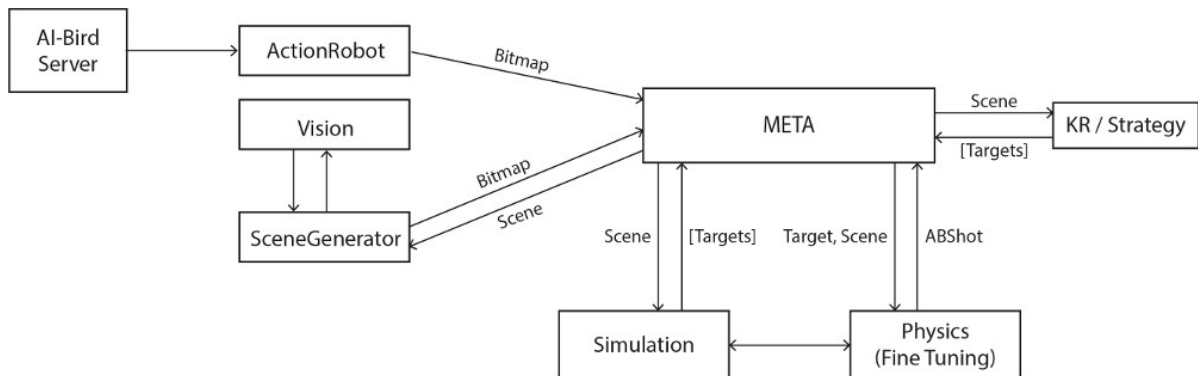 AI-Bird
Server
ActionRobot
Bitmap
Vision
META
Scene
KR / Strategy
[Targets]
Bitmap
Scene
SceneGenerator
Scene
[Targets]
Target, Scene
ABShot
Simulation
Physics
(Fine Tuning)